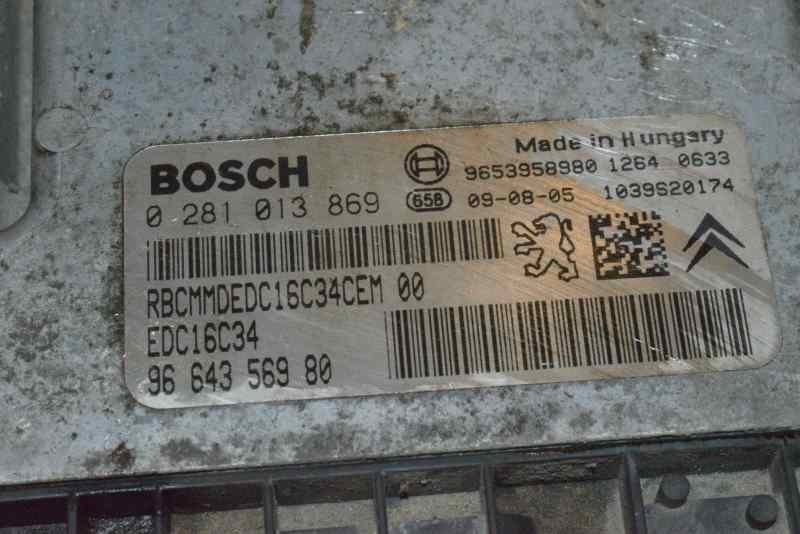 Made in Hungary
BOSCH
9653958980 1264 0633
0 281 013 869
658 09-08-05 1039S20174
RBCMMDEDC16C34CEM 00
EDC16C34
96 643 569 80